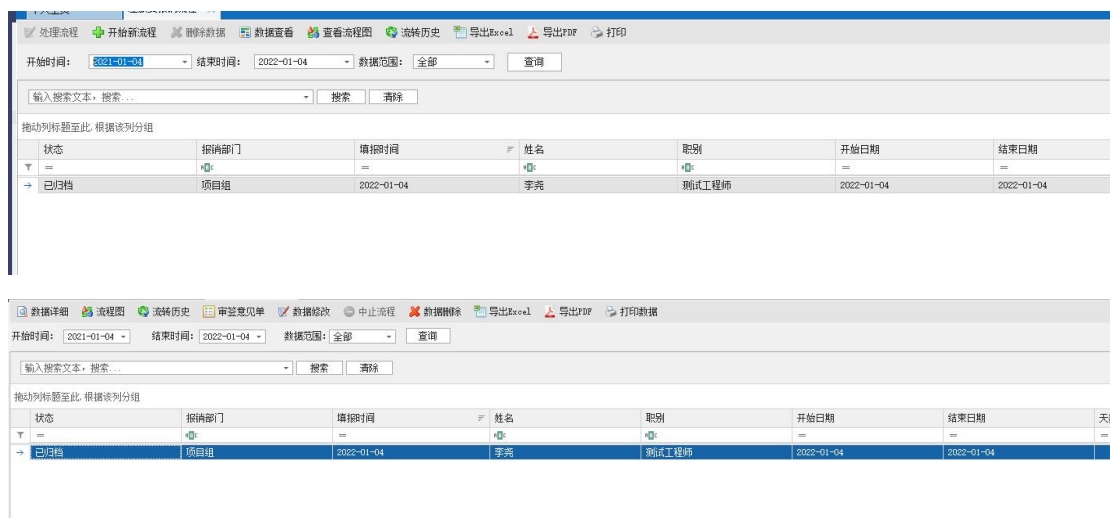 处理流程 开始新流程 删除数据 数据查看 查看流程图 流转历史 导出Excel 导出PDF 打印
开始时间: 2021-01-04 结束时间: 2022-01-04 数据范围: 全部 查询
输入搜索文本，搜索... 搜索 清除
拖动列标题至此,根据该列分组
状态 报销部门 填报时间 姓名 职别 开始日期 结束日期
= = = =
已归档 项目组 2022-01-04 李尧 测试工程师 2022-01-04 2022-01-04
数据详细 流程图 流转历史 审签意见单 数据修改 中止流程 数据删除 导出Excel 导出PDF 打印数据
开始时间: 2021-01-04 结束时间: 2022-01-04 数据范围: 全部 查询
输入搜索文本，搜索... 搜索 清除
拖动列标题至此,根据该列分组
状态 报销部门 填报时间 姓名 职别 开始日期 结束日期
= = = = =
已归档 项目组 2022-01-04 李尧 测试工程师 2022-01-04 2022-01-04